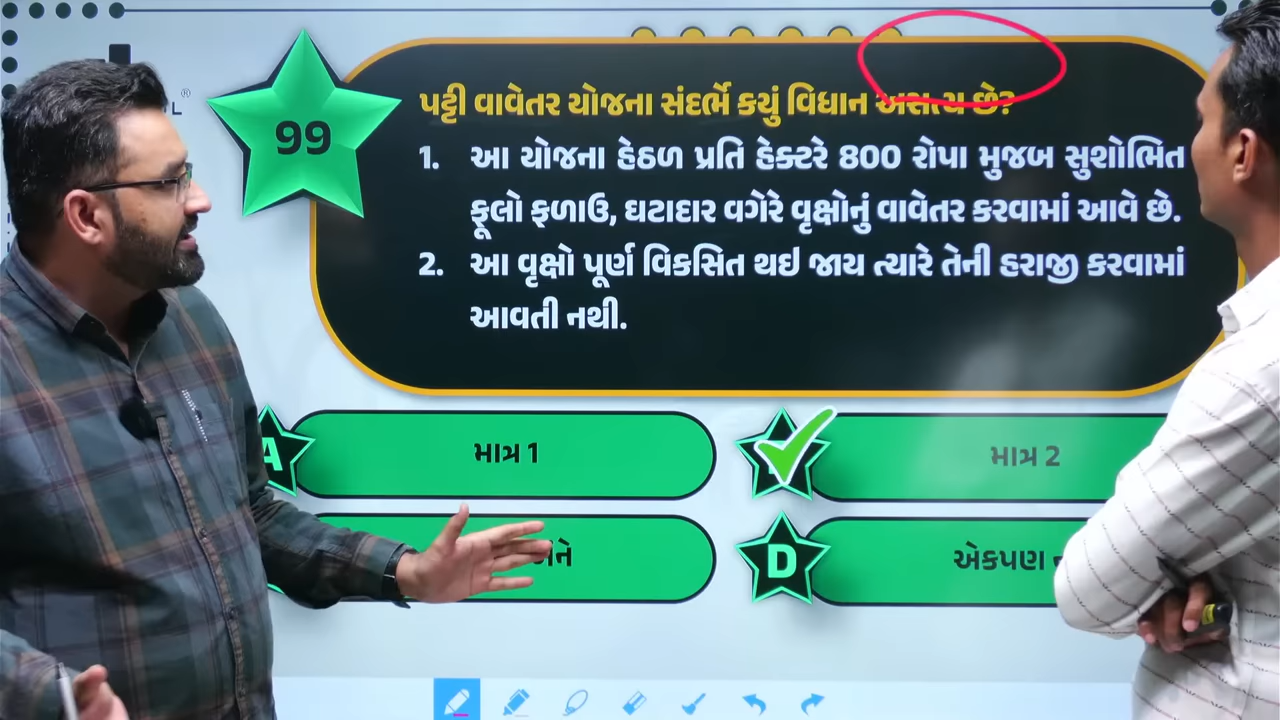 99
પટ્ટી વાવેતર યોજના સંદર્ભે કયું વિધાન અસત્ય છે?
1. આ યોજના હેઠળ પ્રતિ હેક્ટરે 800 રોપા મુજબ સુશોભિત
ફૂલો ફળાઉ, ઘટાદાર વગેરે વૃક્ષોનું વાવેતર કરવામાં આવે છે.
2. આ વૃક્ષો પૂર્ણ વિકસિત થઇ જાય ત્યારે તેની હરાજી કરવામાં
આવતી નથી.
A માત્ર 1
માત્ર 2
D એકપણ